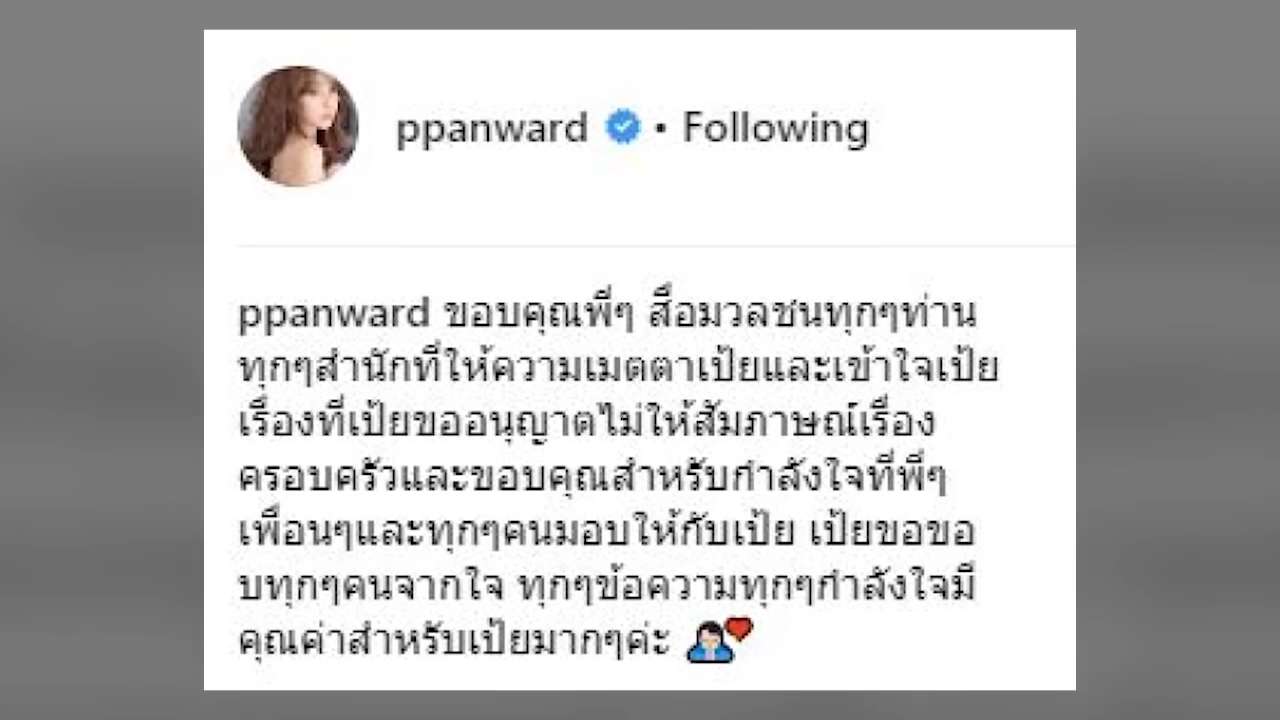 ppanward • Following
ppanward ขอบคุณพี่ๆ สื่อมวลชนทุกๆท่าน
ทุกๆสำนักที่ให้ความเมตตาเป้ยและเข้าใจเป้ย
เรื่องที่เป้ยขออนุญาตไม่ให้สัมภาษณ์เรื่อง
ครอบครัวและขอบคุณสำหรับกำลังใจที่พี่ๆ
เพื่อนๆและทุกๆคนมอบให้กับเป้ย เป้ยขอขอ
บทุกๆคนจากใจ ทุกๆข้อความทุกๆกำลังใจมี
คุณค่าสำหรับเป้ยมากๆค่ะ